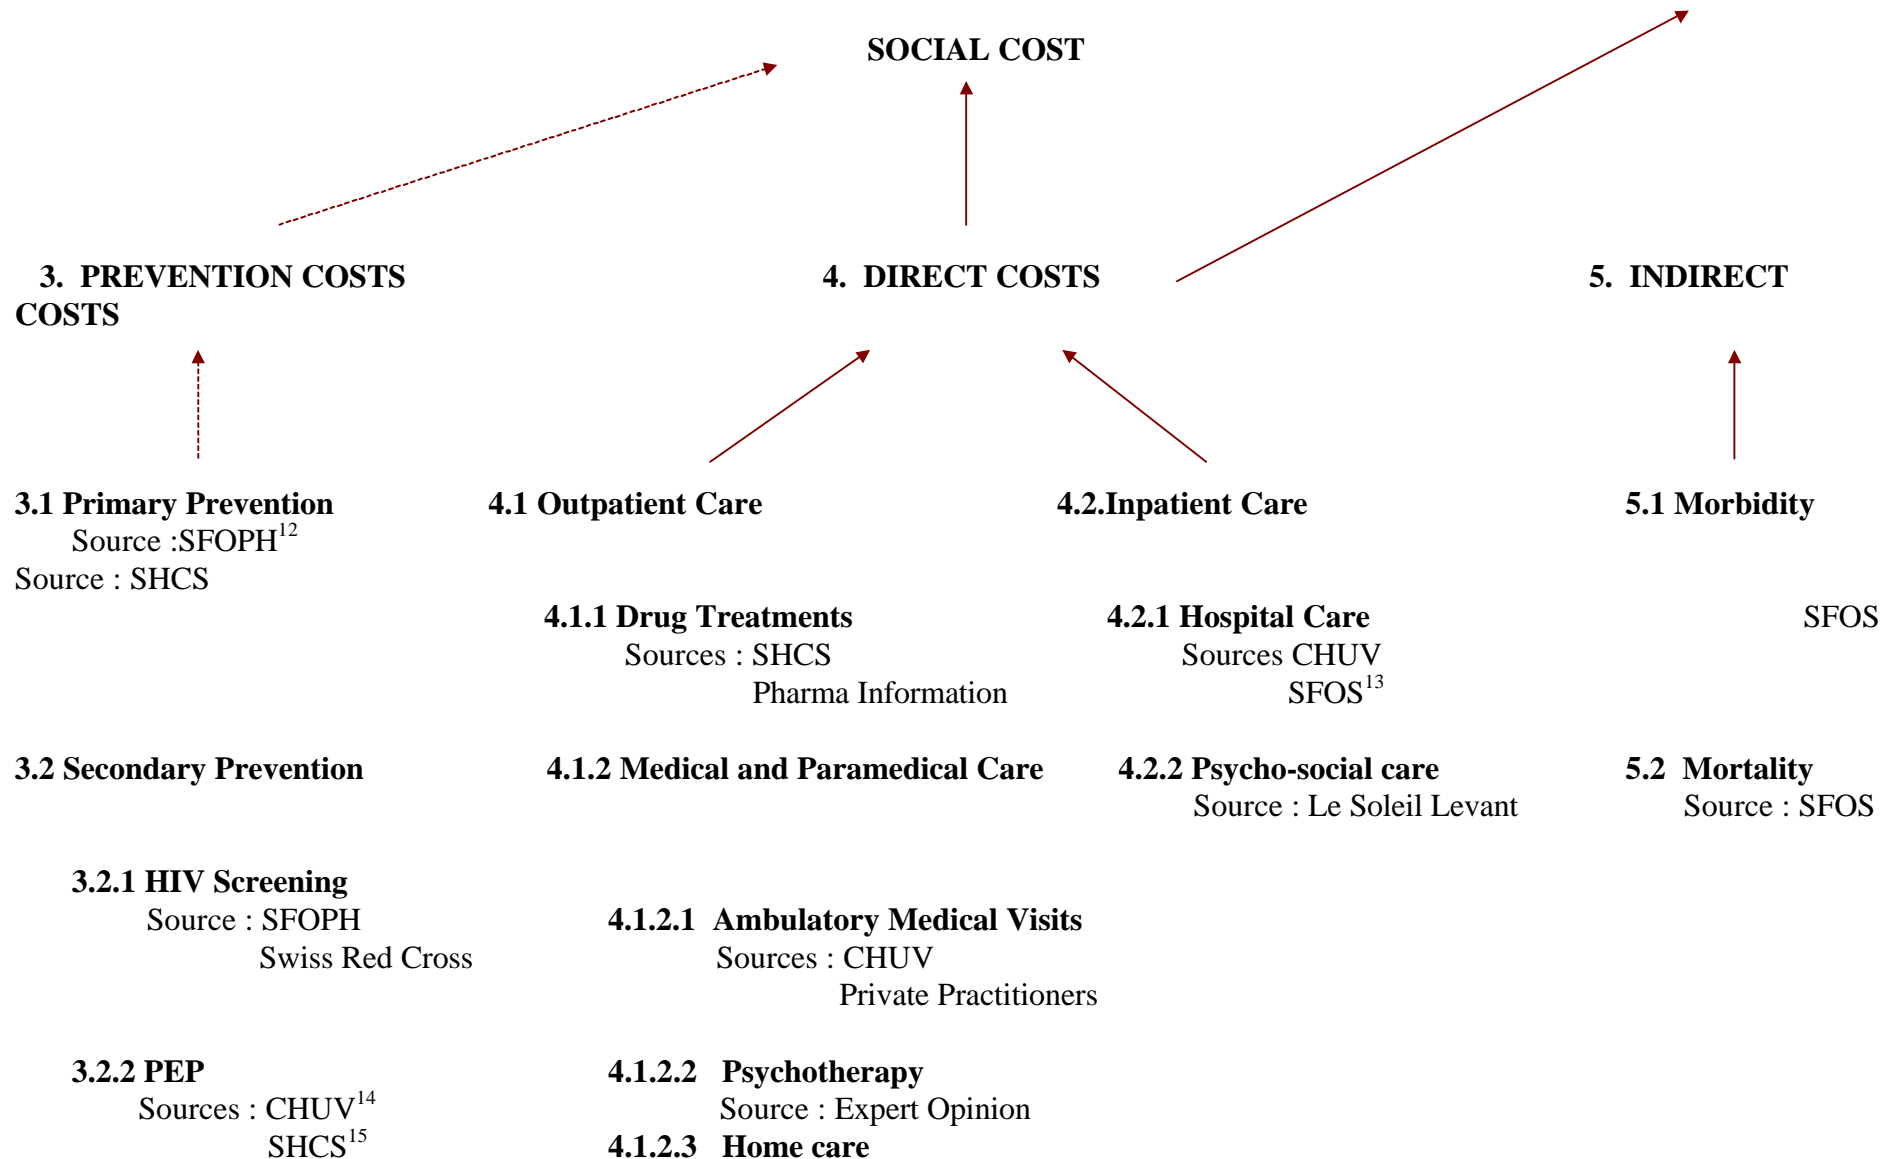 SOCIAL COST
3. PREVENTION COSTS 4. DIRECT COSTS 5. INDIRECT
COSTS
3.1 Primary Prevention 4.1 Outpatient Care 4.2.Inpatient Care 5.1 Morbidity
Source :SFOPH12
Source : SHCS
4.1.1 Drug Treatments 4.2.1 Hospital Care SFOS
Sources : SHCS Sources CHUV
Pharma Information SFOS13
3.2 Secondary Prevention 4.1.2 Medical and Paramedical Care 4.2.2 Psycho-social care 5.2 Mortality
Source : Le Soleil Levant Source : SFOS
3.2.1 HIV Screening
Source : SFOPH 4.1.2.1 Ambulatory Medical Visits
Swiss Red Cross Sources : CHUV
Private Practitioners
3.2.2 PEP 4.1.2.2 Psychotherapy
Sources : CHUV14 Source : Expert Opinion
SHCS15 4.1.2.3 Home care